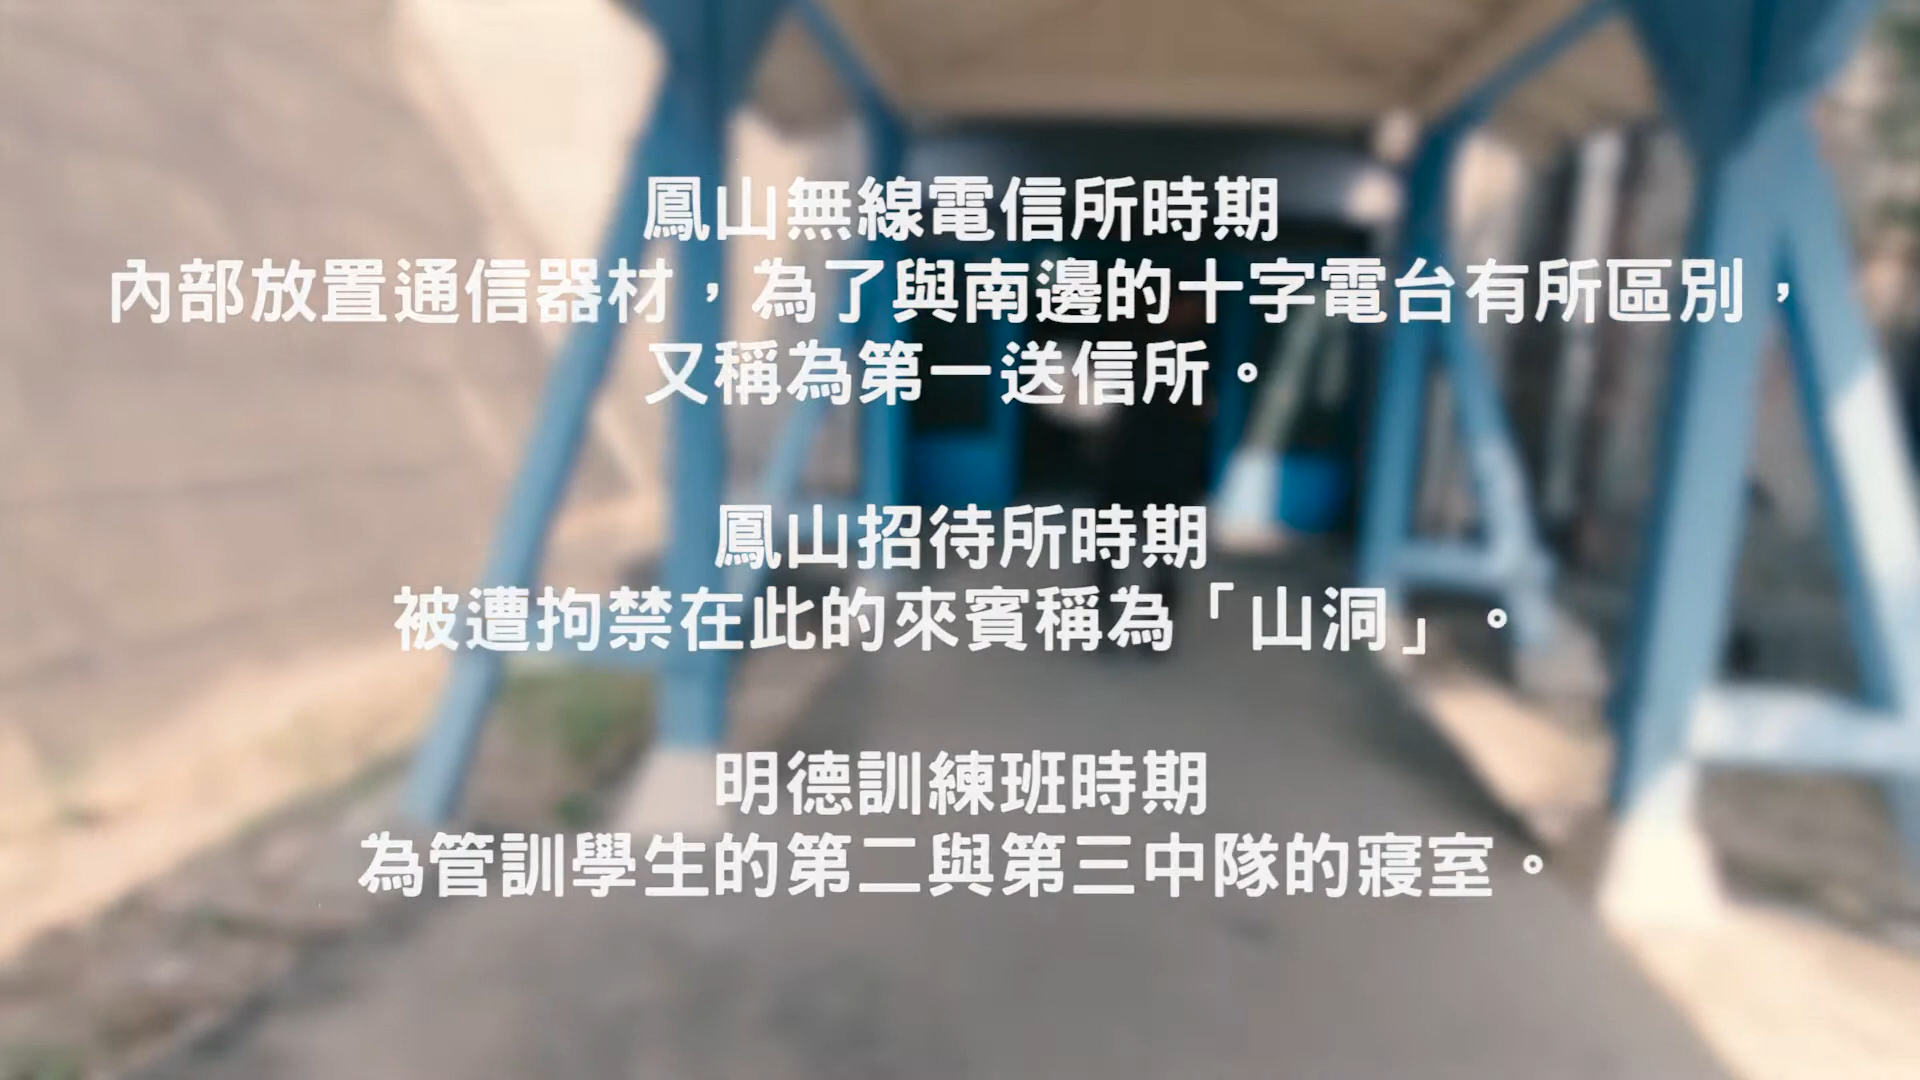 鳳山無線電信所時期
內部放置通信器材，為了與南邊的十字電台有所區別，
又稱為第一送信所。
鳳山招待所時期
被遭拘禁在此的來賓稱為「山洞」。
明德訓練班時期
為管訓學生的第二與第三中隊的寢室。